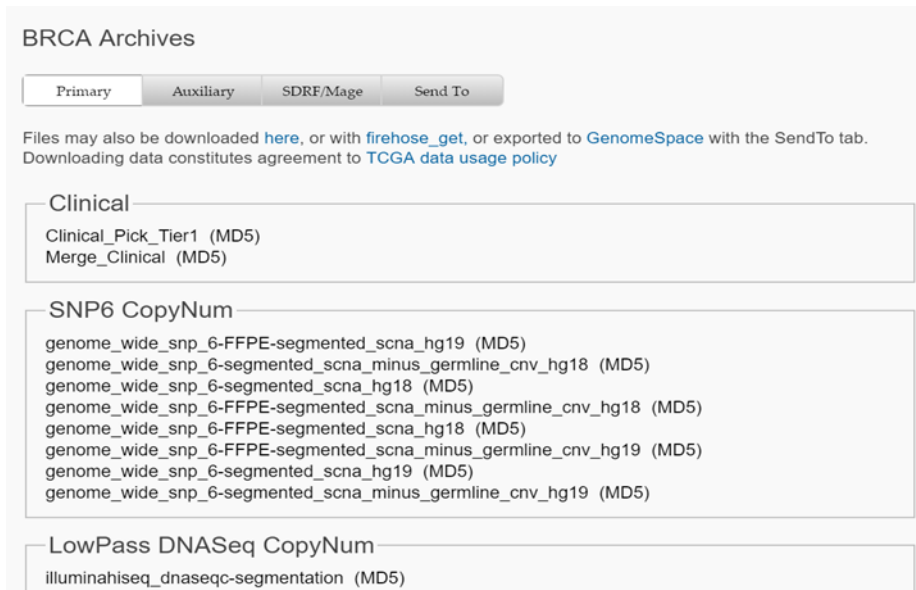 BRCA Archives
Primary Auxiliary SDRF/Mage Send To
Files may also be downloaded here, or with firehose_get, or exported to GenomeSpace with the SendTo tab.
Downloading data constitutes agreement to TCGA data usage policy
Clinical
Clinical_Pick_Tier1 (MD5)
Merge_Clinical (MD5)
SNP6 CopyNum
genome_wide_snp_6-FFPE-segmented_scna_hg19 (MD5)
genome_wide_snp_6-segmented_scna_minus_germline_cnv_hg18 (MD5)
genome_wide_snp_6-segmented_scna_hg18 (MD5)
genome_wide_snp_6-FFPE-segmented_scna_minus_germline_cnv_hg18 (MD5)
genome_wide_snp_6-FFPE-segmented_scna_hg18 (MD5)
genome_wide_snp_6-FFPE-segmented_scna_minus_germline_cnv_hg19 (MD5)
genome_wide_snp_6-segmented_scna_hg19 (MD5)
genome_wide_snp_6-segmented_scna_minus_germline_cnv_hg19 (MD5)
LowPass DNASeq CopyNum
illuminahiseq_dnaseqc-segmentation (MD5)